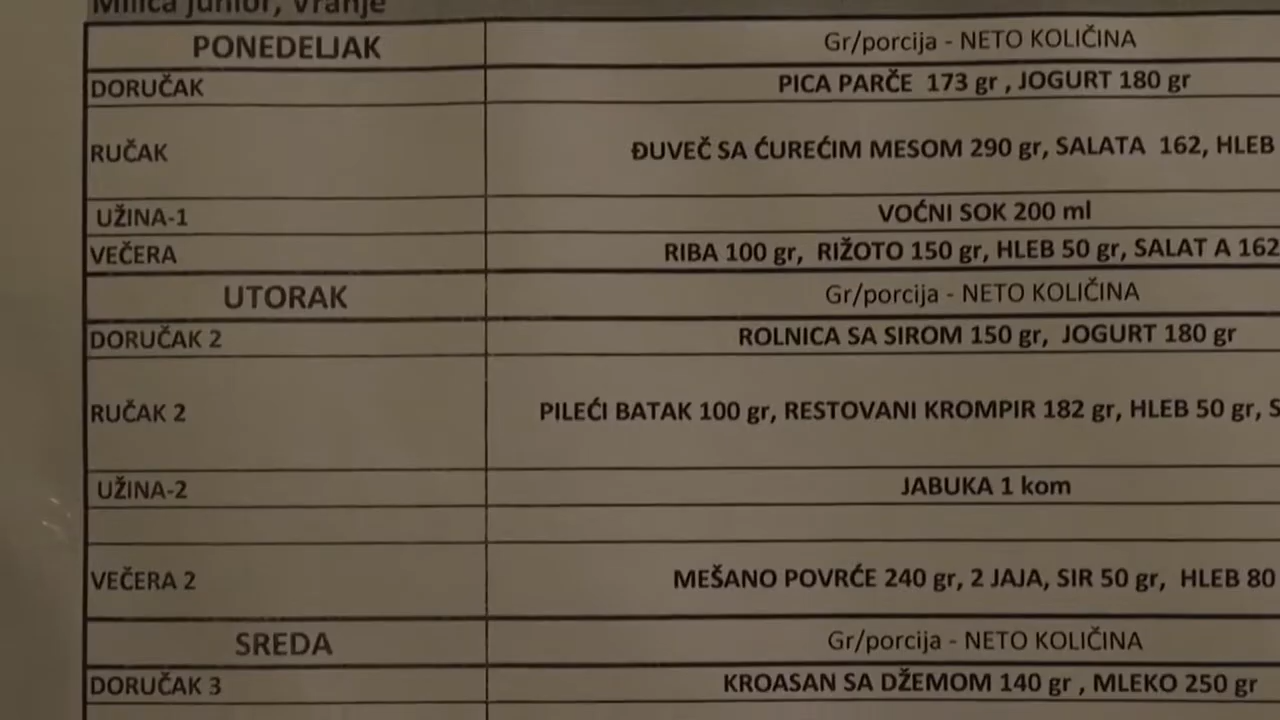 Milica junior, Vranje
PONEDELJAK Gr/porcija - NETO KOLIČINA
DORUČAK PICA PARČE 173 gr , JOGURT 180 gr
RUČAK ĐUVEČ SA ĆUREĆIM MESOM 290 gr, SALATA 162, HLEB
UŽINA-1 VOĆNI SOK 200 ml
VEČERA RIBA 100 gr, RIŽOTO 150 gr, HLEB 50 gr, SALAT A 162
UTORAK Gr/porcija - NETO KOLIČINA
DORUČAK 2 ROLNICA SA SIROM 150 gr, JOGURT 180 gr
RUČAK 2 PILEĆI BATAK 100 gr, RESTOVANI KROMPIR 182 gr, HLEB 50 gr, S
UŽINA-2 JABUKA 1 kom
VEČERA 2 MEŠANO POVRĆE 240 gr, 2 JAJA, SIR 50 gr, HLEB 80
SREDA Gr/porcija - NETO KOLIČINA
DORUČAK 3 KROASAN SA DŽEMOM 140 gr , MLEKO 250 gr